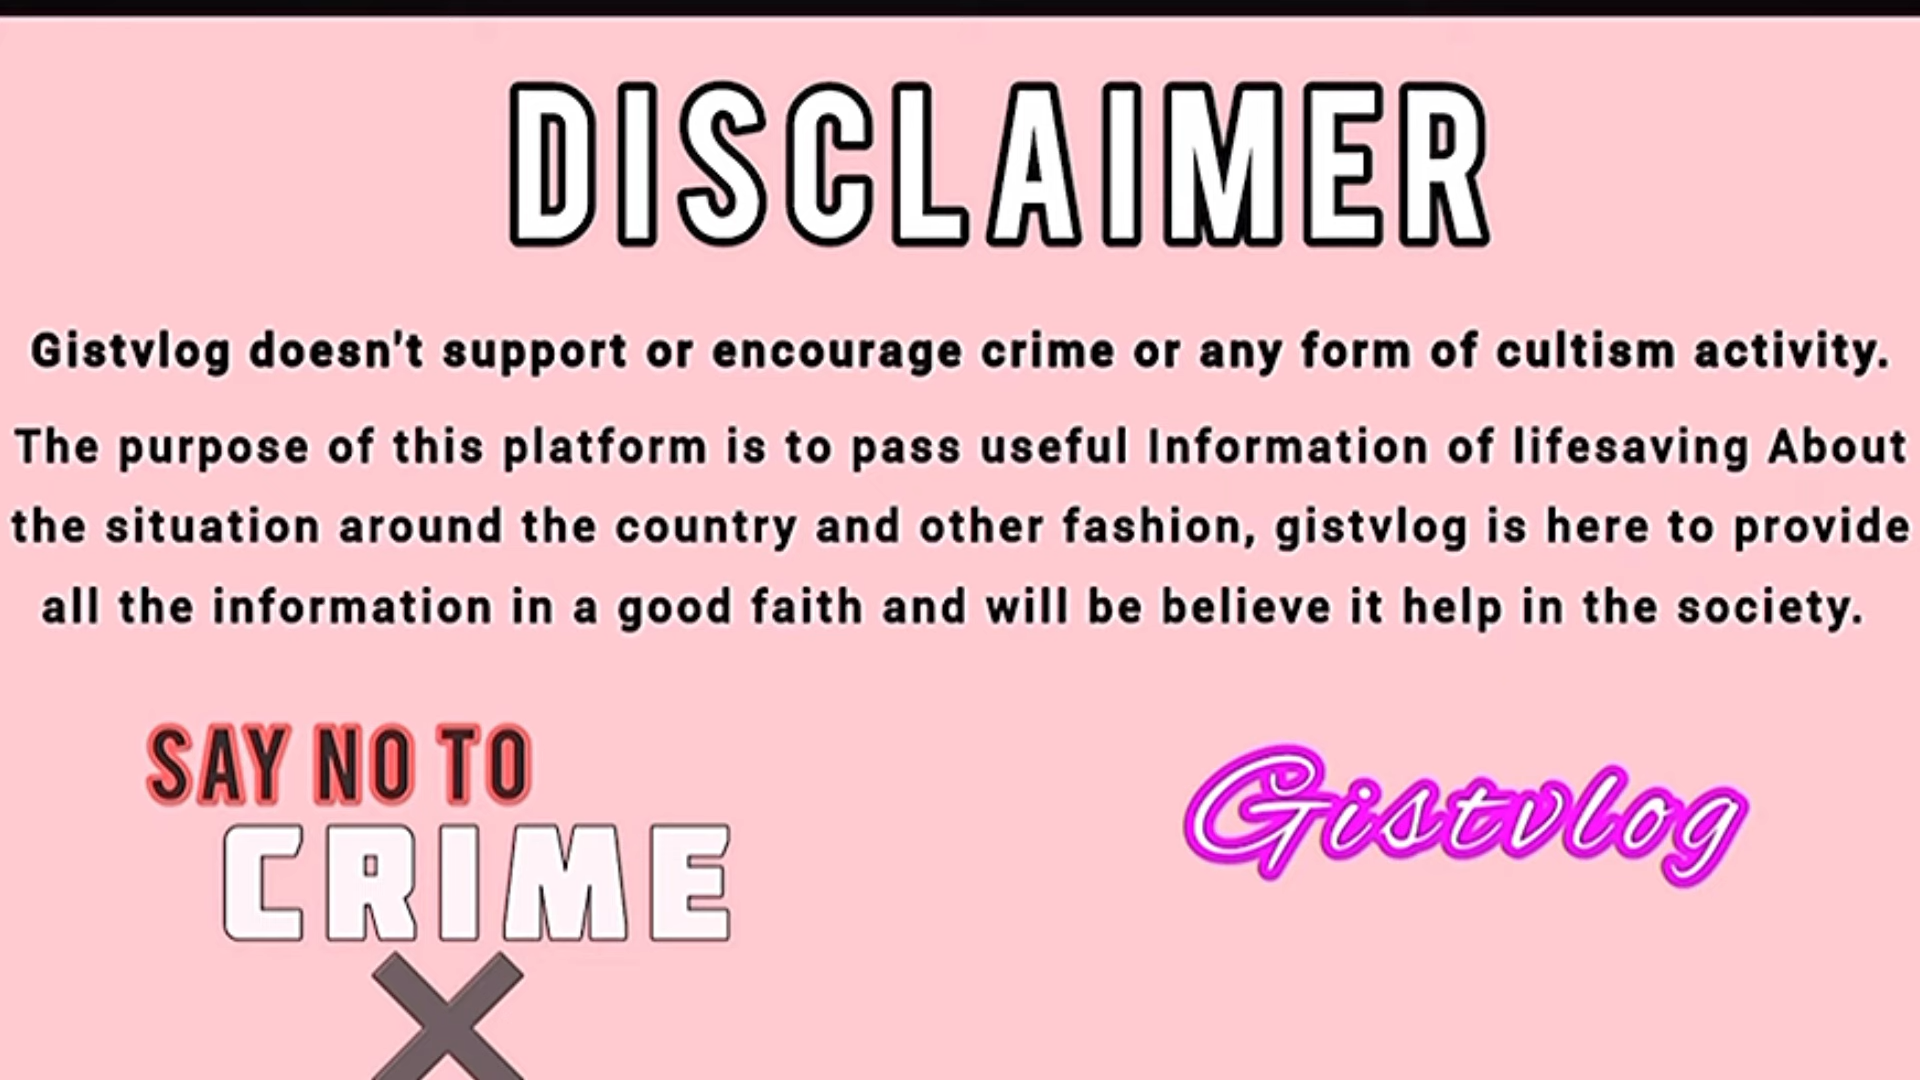 DISCLAIMER
Gistvlog doesn't support or encourage crime or any form of cultism activity.
The purpose of this platform is to pass useful Information of lifesaving About
the situation around the country and other fashion, gistvlog is here to provide
all the information in a good faith and will be believe it help in the society.
SAY NO TO
CRIME
Gistvlog